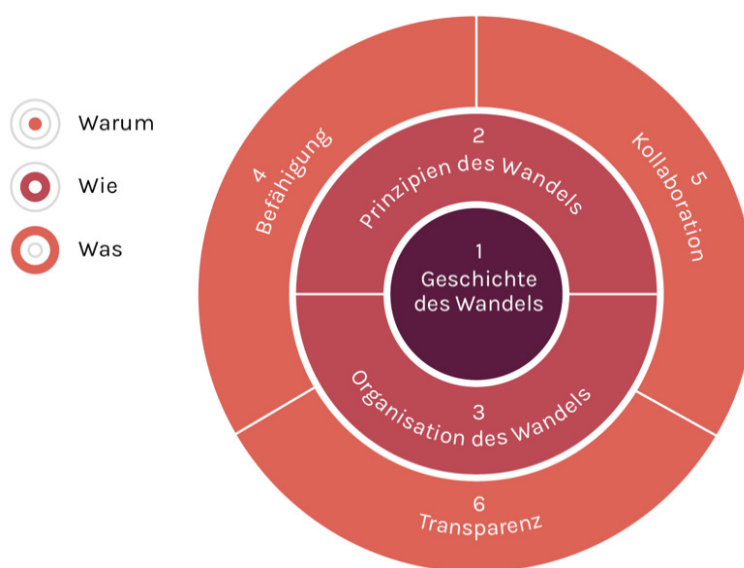 Warum
Wie
Was
1
Geschichte
des Wandels
2
Prinzipien des Wandels
3
Organisation des Wandels
4
Befähigung
5
Kollaboration
6
Transparenz